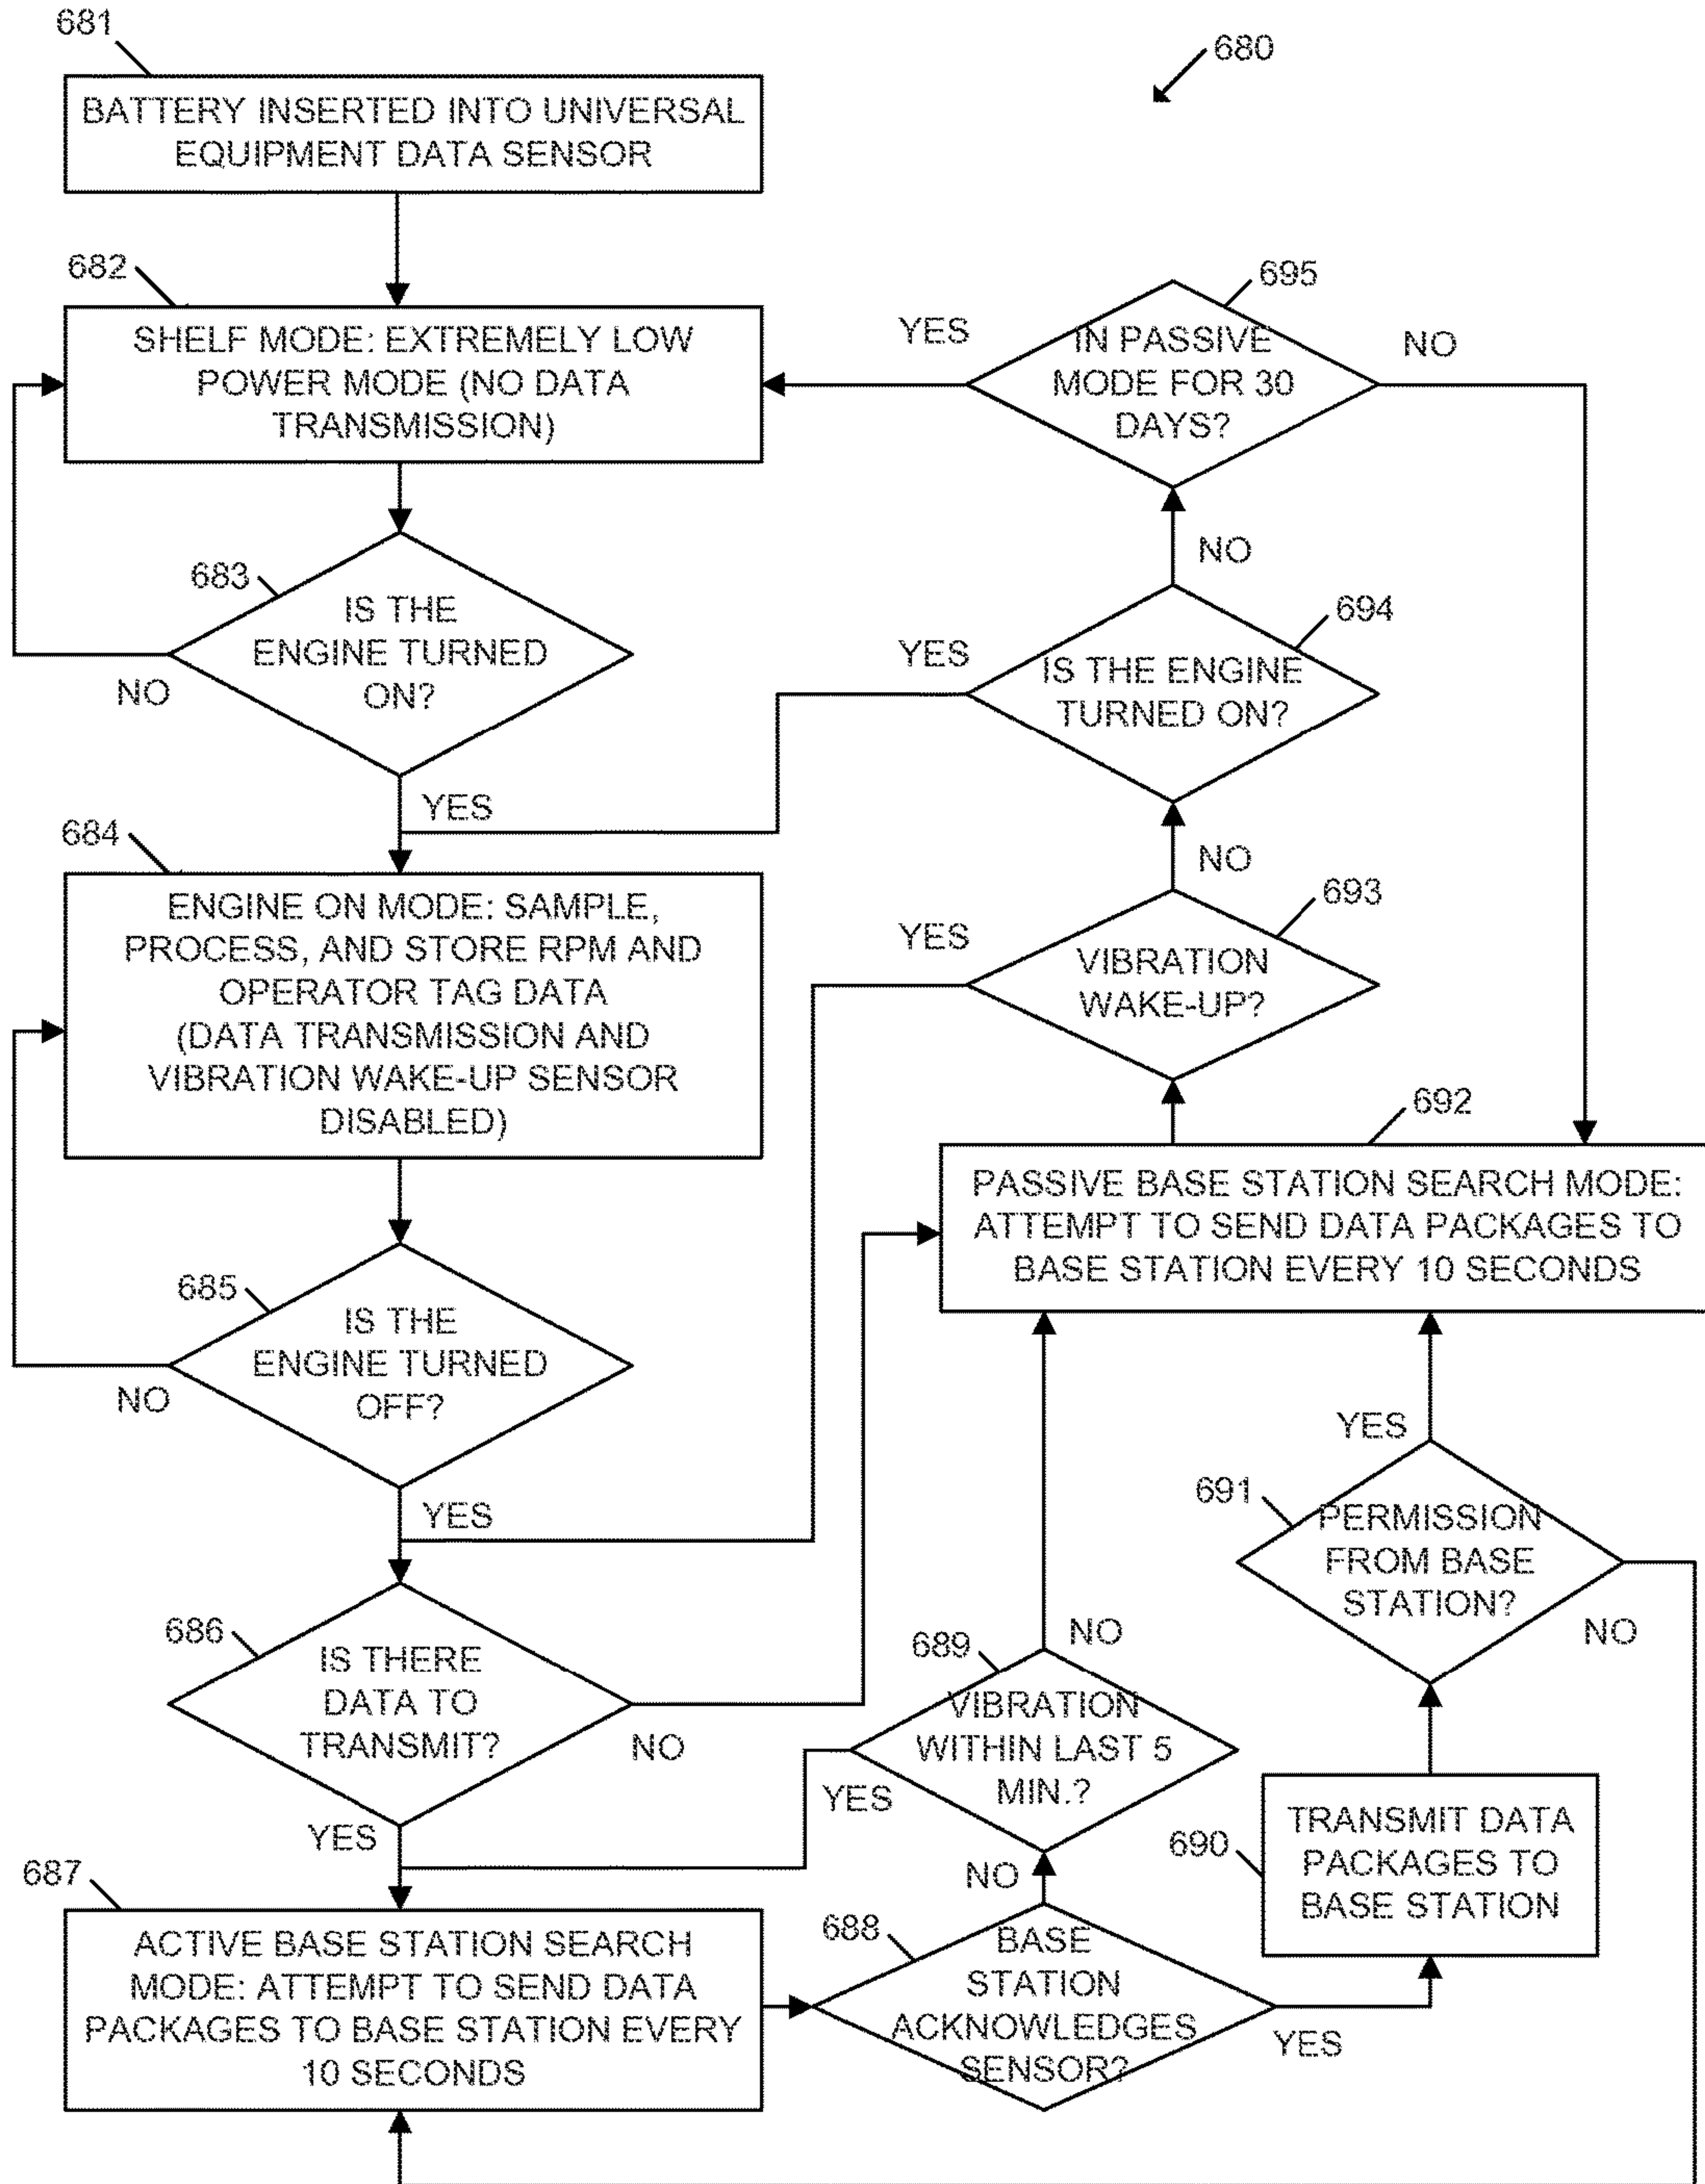 681
680
BATTERY INSERTED INTO UNIVERSAL
EQUIPMENT DATA SENSOR
682
SHELF MODE: EXTREMELY LOW
POWER MODE (NO DATA
TRANSMISSION)
683
IS THE
ENGINE TURNED
ON?
NO
YES
684
ENGINE ON MODE: SAMPLE,
PROCESS, AND STORE RPM AND
OPERATOR TAG DATA
(DATA TRANSMISSION AND
VIBRATION WAKE-UP SENSOR
DISABLED)
685
IS THE
ENGINE TURNED
OFF?
NO
YES
686
IS THERE
DATA TO
TRANSMIT?
NO
YES
687
ACTIVE BASE STATION SEARCH
MODE: ATTEMPT TO SEND DATA
PACKAGES TO BASE STATION EVERY
10 SECONDS
688
BASE
STATION
ACKNOWLEDGES
SENSOR?
NO
YES
689
VIBRATION
WITHIN LAST 5
MIN.?
NO
YES
690
TRANSMIT DATA
PACKAGES TO
BASE STATION
691
PERMISSION
FROM BASE
STATION?
YES
NO
692
PASSIVE BASE STATION SEARCH MODE:
ATTEMPT TO SEND DATA PACKAGES TO
BASE STATION EVERY 10 SECONDS
693
VIBRATION
WAKE-UP?
YES
NO
694
IS THE ENGINE
TURNED ON?
YES
NO
695
IN PASSIVE
MODE FOR 30
DAYS?
YES
NO